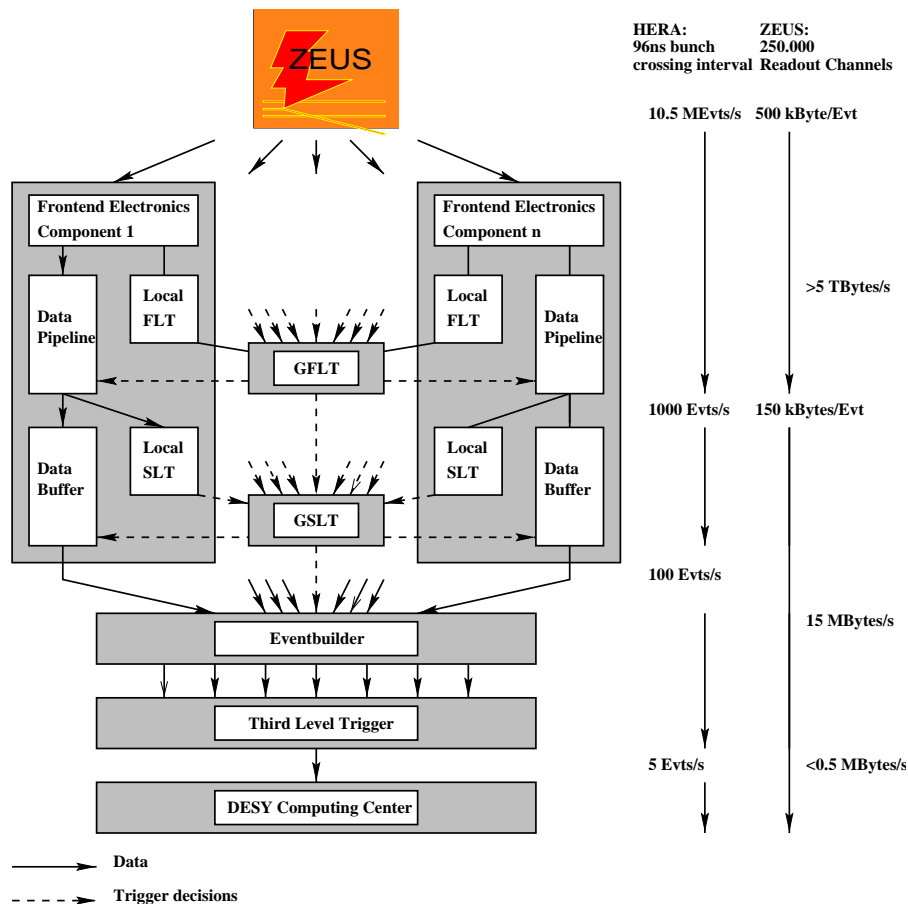 ZEUS
HERA:
96ns bunch
crossing interval
ZEUS:
250.000
Readout Channels
10.5 MEvts/s
500 kByte/Evt
Frontend Electronics
Component 1
Frontend Electronics
Component n
Data
Pipeline
Local
FLT
Local
FLT
Data
Pipeline
>5 TBytes/s
GFLT
1000 Evts/s
150 kBytes/Evt
Data
Buffer
Local
SLT
Local
SLT
Data
Buffer
GSLT
100 Evts/s
15 MBytes/s
Eventbuilder
Third Level Trigger
5 Evts/s
<0.5 MBytes/s
DESY Computing Center
Data
Trigger decisions